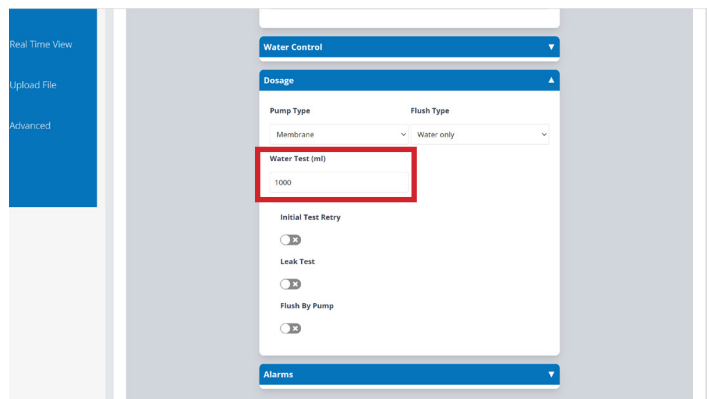 Real Time View
Upload File
Advanced
Water Control
Dosage
Pump Type
Flush Type
Membrane
Water only
Water Test (ml)
1000
Initial Test Retry
Leak Test
Flush By Pump
Alarms